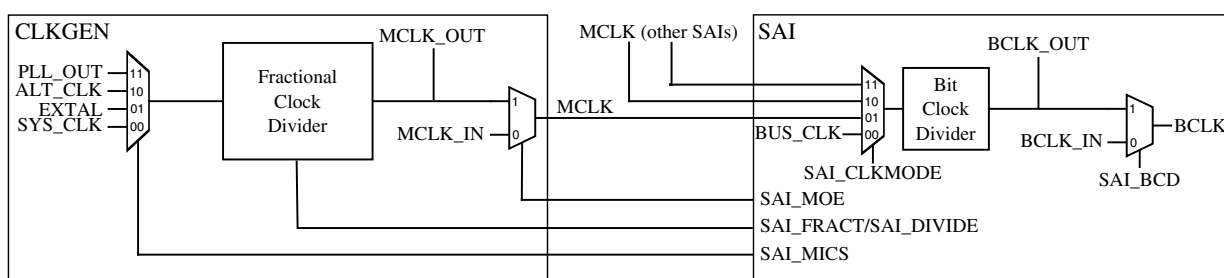 CLKGEN
PLL_OUT
ALT_CLK
EXTAL
SYS_CLK
11
10
01
00
Fractional
Clock
Divider
MCLK_OUT
MCLK_IN
1
0
MCLK
MCLK (other SAIs)
SAI
BUS_CLK
11
10
01
00
SAI_CLKMODE
Bit
Clock
Divider
BCLK_OUT
BCLK_IN
1
0
BCLK
SAI_BCD
SAI_MOE
SAI_FRACT/SAI_DIVIDE
SAI_MICS